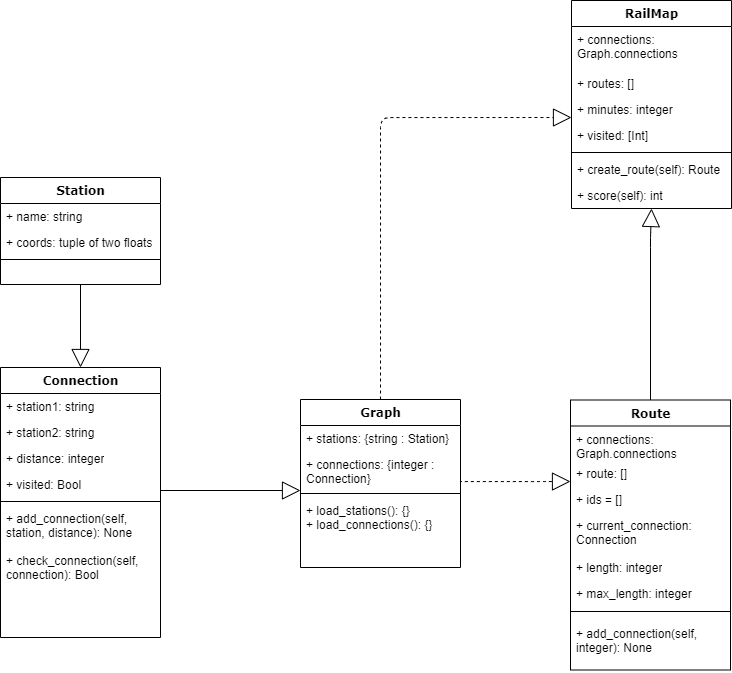 RailMap
+ connections:
Graph.connections
+ routes: []
+ minutes: integer
+ visited: [Int]
+ create_route(self): Route
+ score(self): int
Station
+ name: string
+ coords: tuple of two floats
Connection
+ station1: string
+ station2: string
+ distance: integer
+ visited: Bool
+ add_connection(self,
station, distance): None
+ check_connection(self,
connection): Bool
Graph
+ stations: {string : Station}
+ connections: {integer :
Connection}
+ load_stations(): {}
+ load_connections(): {}
Route
+ connections:
Graph.connections
+ route: []
+ ids = []
+ current_connection:
Connection
+ length: integer
+ max_length: integer
+ add_connection(self,
integer): None